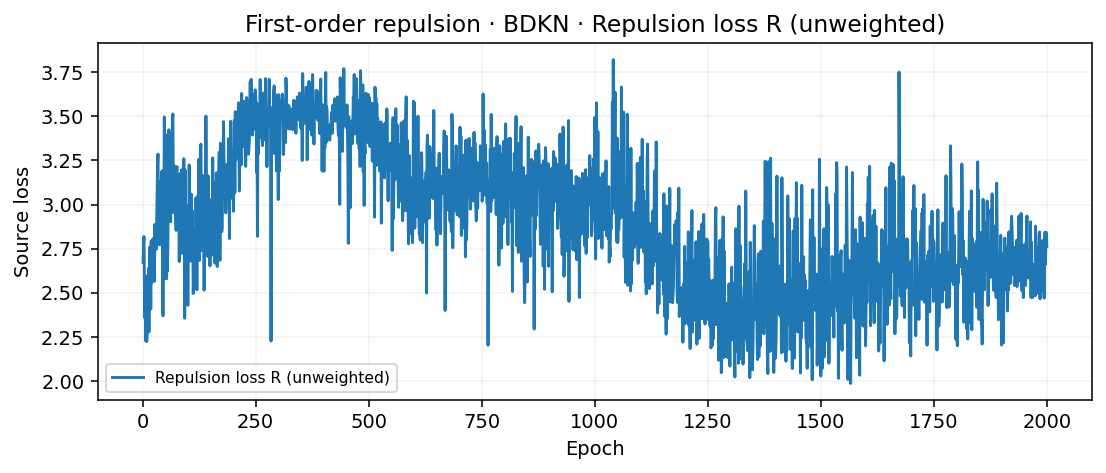 First-order repulsion · BDKN · Repulsion loss R (unweighted)
Source loss
3.75
3.50
3.25
3.00
2.75
2.50
2.25
2.00
Repulsion loss R (unweighted)
0 250 500 750 1000 1250 1500 1750 2000
Epoch